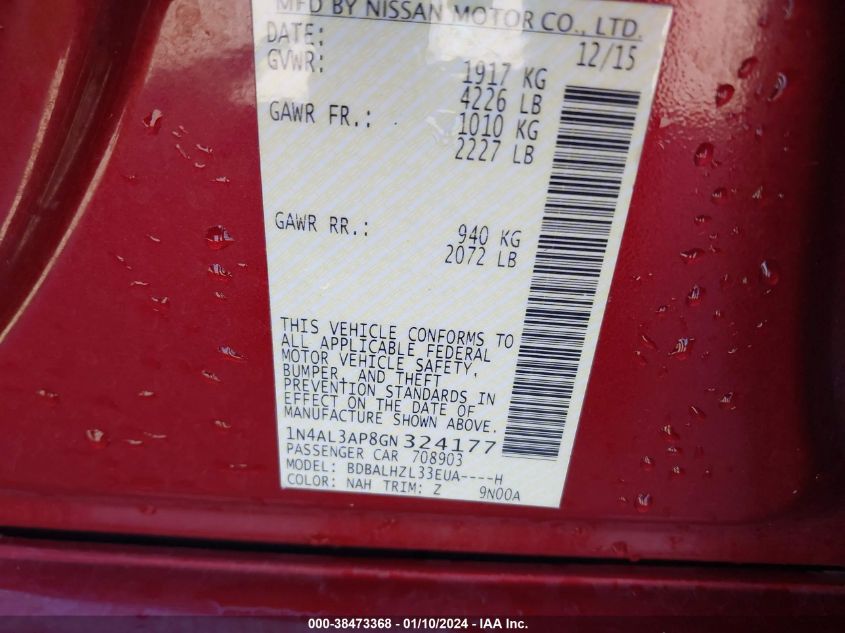 MFD BY NISSAN MOTOR CO., LTD.
DATE: 12/15
GVWR: 1917 KG
4226 LB
GAWR FR.: 1010 KG
2227 LB
GAWR RR.: 940 KG
2072 LB
THIS VEHICLE CONFORMS TO
ALL APPLICABLE FEDERAL
MOTOR VEHICLE SAFETY,
BUMPER, AND THEFT
PREVENTION STANDARDS IN
EFFECT ON THE DATE OF
MANUFACTURE SHOWN ABOVE.
1N4AL3AP8GN324177
PASSENGER CAR 708903
MODEL: BDBALHZL33EUA----H
COLOR: NAH TRIM: Z 9N00A
000-38473368 - 01/10/2024 - IAA Inc.